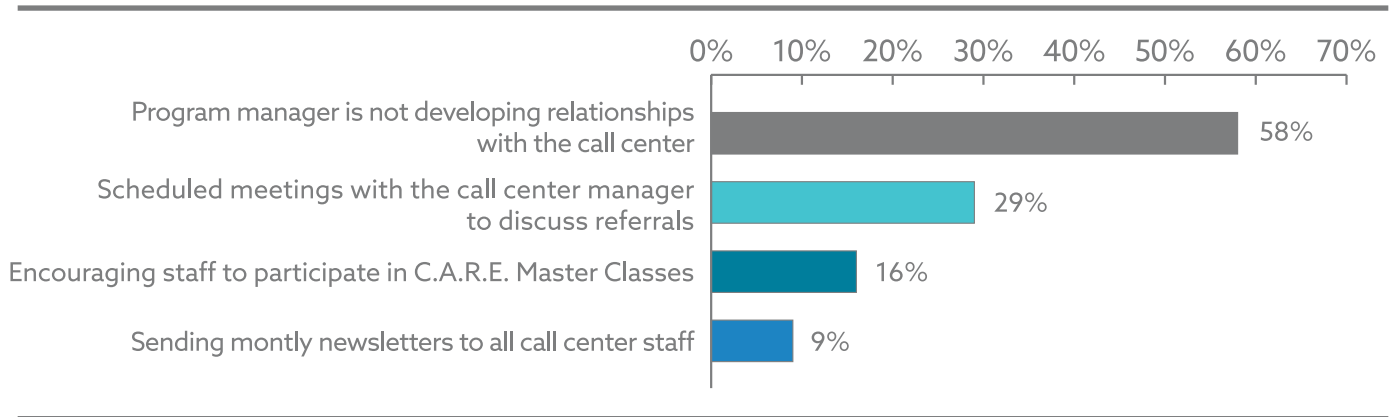 0% 10% 20% 30% 40% 50% 60% 70%
Program manager is not developing relationships
with the call center
58%
Scheduled meetings with the call center manager
to discuss referrals
29%
Encouraging staff to participate in C.A.R.E. Master Classes
16%
Sending montly newsletters to all call center staff
9%